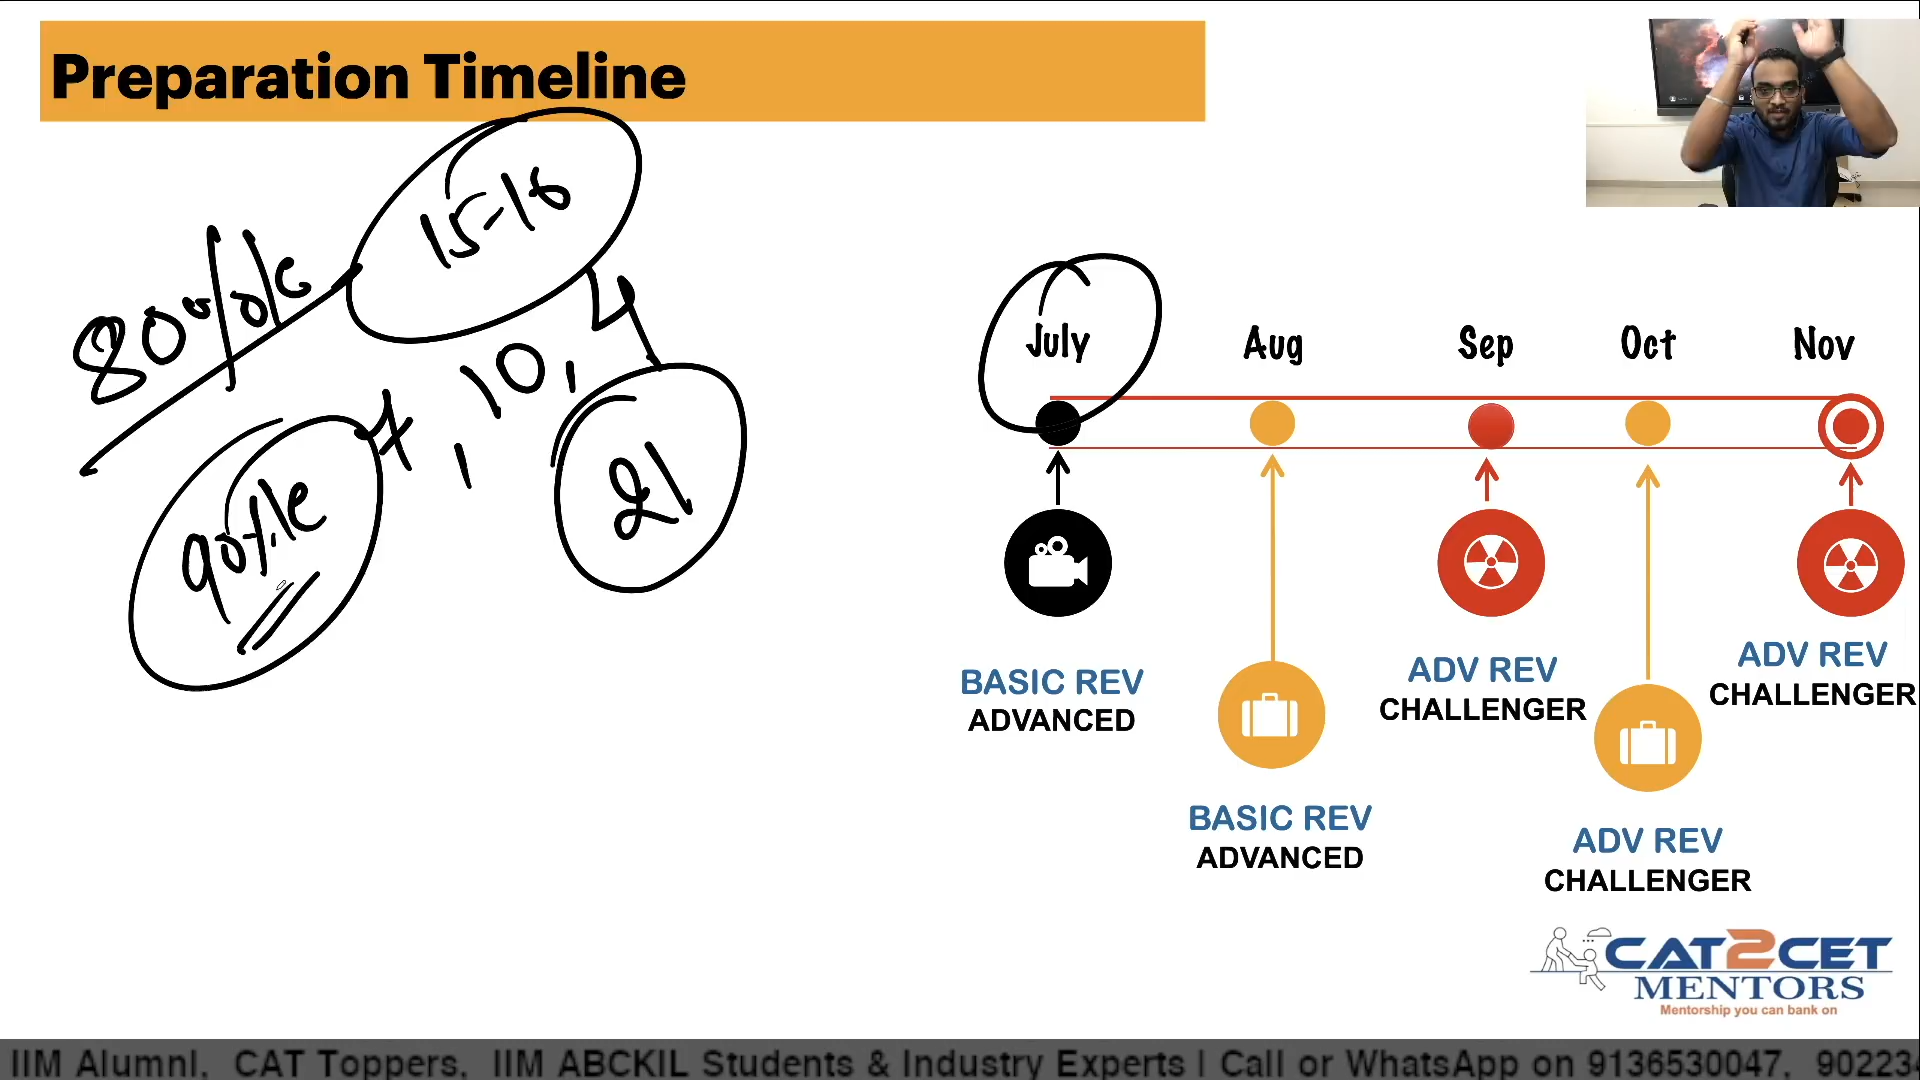 Preparation Timeline
15-16
80%ile
7, 10, 4
90%ile
21
July Aug Sep Oct Nov
BASIC REV
ADVANCED
BASIC REV
ADVANCED
ADV REV
CHALLENGER
ADV REV
CHALLENGER
ADV REV
CHALLENGER
CAT2CET
MENTORS
Mentorship you can bank on
IIM Alumni, CAT Toppers, IIM ABCKIL Students & Industry Experts | Call or WhatsApp on 9136530047, 90223